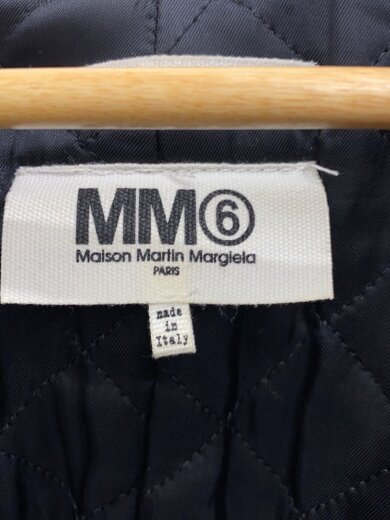 MM⑥
Maison Martin Margiela
PARIS
made
in
Italy